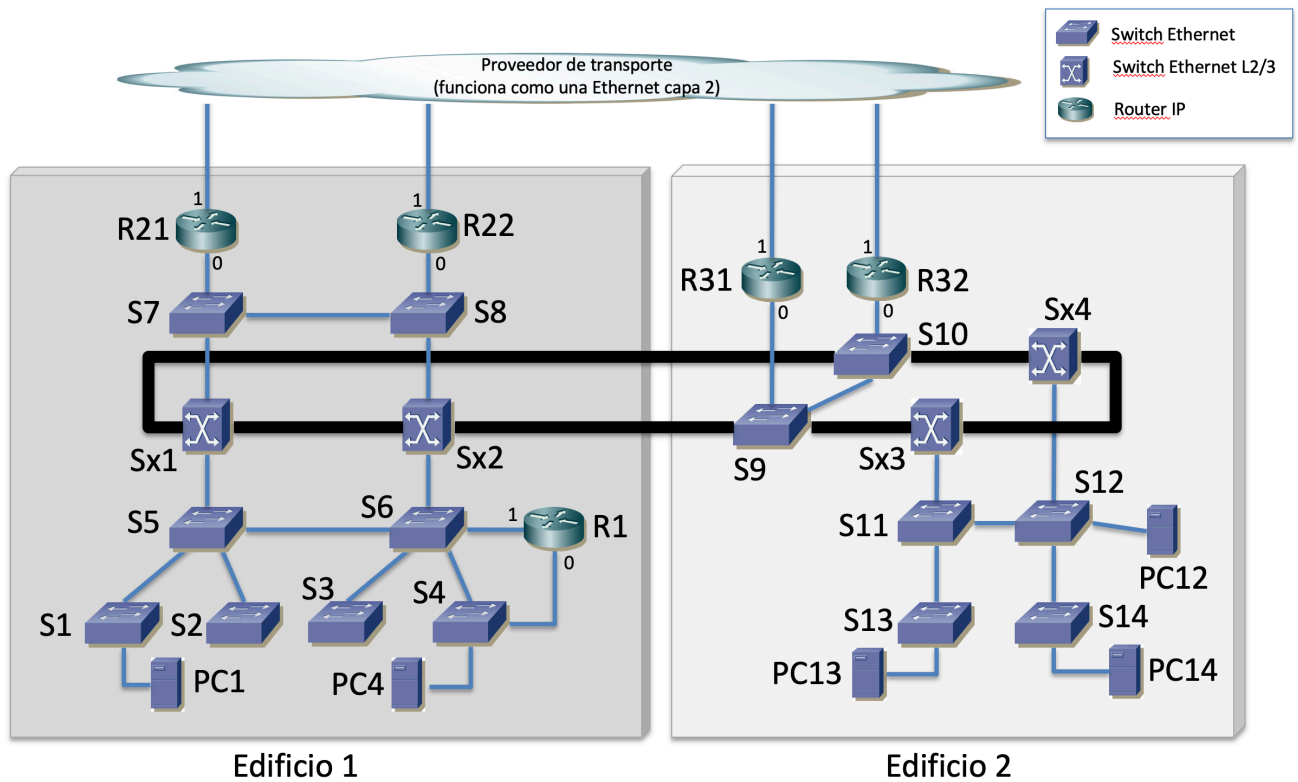 Switch Ethernet
Switch Ethernet L2/3
Router IP
Proveedor de transporte
(funciona como una Ethernet capa 2)
1
R21
0
1
R22
0
1
R31
0
1
R32
0
S7
S8
S10
Sx4
Sx1
Sx2
S9
Sx3
S5
S6
1
R1
0
S11
S12
PC12
S1
S2
S3
S4
S13
S14
PC1
PC4
PC13
PC14
Edificio 1
Edificio 2